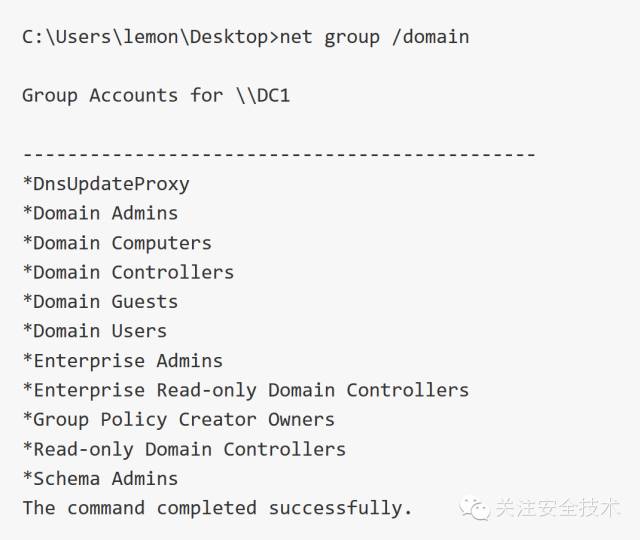 C:\Users\lemon\Desktop>net group /domain
Group Accounts for \\DC1
----------------------------------------------
*DnsUpdateProxy
*Domain Admins
*Domain Computers
*Domain Controllers
*Domain Guests
*Domain Users
*Enterprise Admins
*Enterprise Read-only Domain Controllers
*Group Policy Creator Owners
*Read-only Domain Controllers
*Schema Admins
The command completed successfully.
关注安全技术